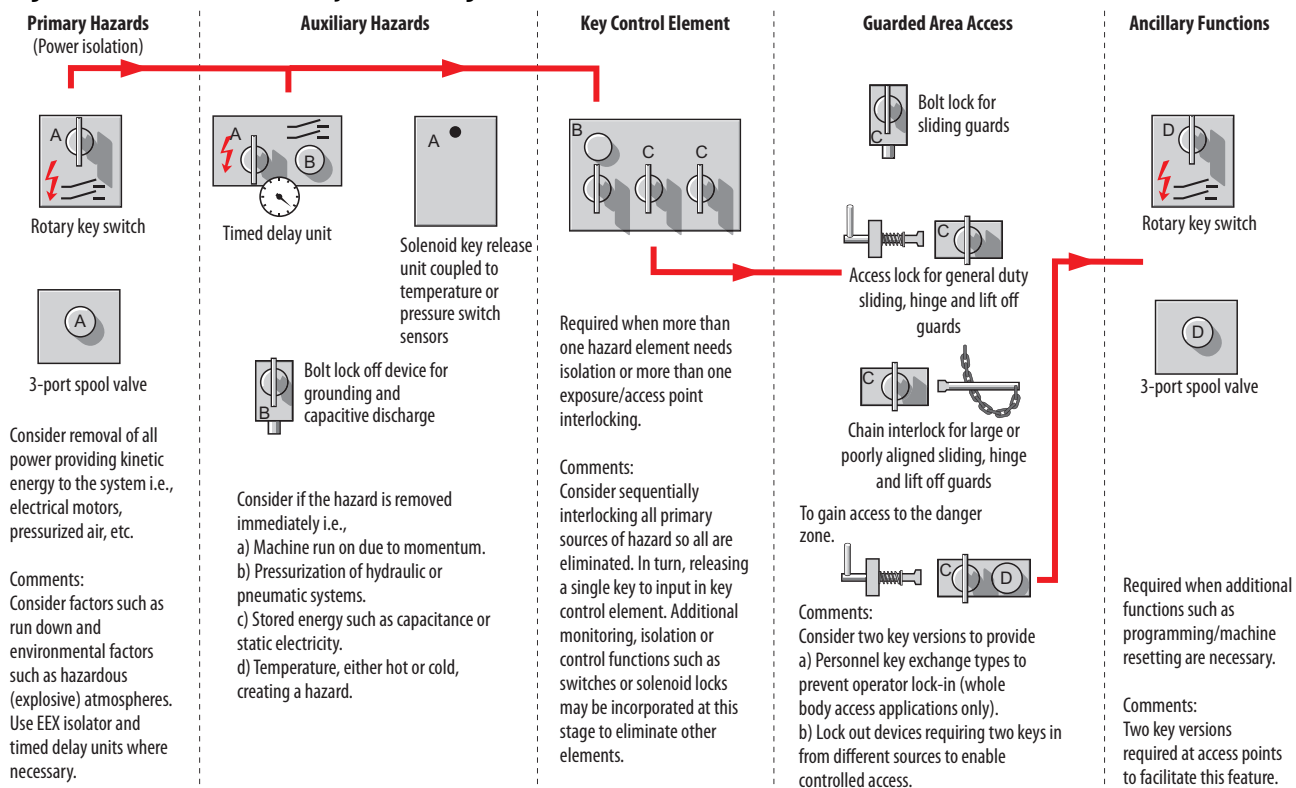 Primary Hazards
(Power isolation)
A
Rotary key switch
A
3-port spool valve
Consider removal of all
power providing kinetic
energy to the system i.e.,
electrical motors,
pressurized air, etc.
Comments:
Consider factors such as
run down and
environmental factors
such as hazardous
(explosive) atmospheres.
Use EEX isolator and
timed delay units where
necessary.
Auxiliary Hazards
A
B
Timed delay unit
A
Solenoid key release
unit coupled to
temperature or
pressure switch
sensors
B
Bolt lock off device for
grounding and
capacitive discharge
Consider if the hazard is removed
immediately i.e.,
a) Machine run on due to momentum.
b) Pressurization of hydraulic or
pneumatic systems.
c) Stored energy such as capacitance or
static electricity.
d) Temperature, either hot or cold,
creating a hazard.
Key Control Element
B
C C
Required when more than
one hazard element needs
isolation or more than one
exposure/access point
interlocking.
Comments:
Consider sequentially
interlocking all primary
sources of hazard so all are
eliminated. In turn, releasing
a single key to input in key
control element. Additional
monitoring, isolation or
control functions such as
switches or solenoid locks
may be incorporated at this
stage to eliminate other
elements.
Guarded Area Access
C
Bolt lock for
sliding guards
C
Access lock for general duty
sliding, hinge and lift off
guards
C
Chain interlock for large or
poorly aligned sliding, hinge
and lift off guards
To gain access to the danger
zone.
C D
Comments:
Consider two key versions to provide
a) Personnel key exchange types to
prevent operator lock-in (whole
body access applications only).
b) Lock out devices requiring two keys in
from different sources to enable
controlled access.
Ancillary Functions
D
Rotary key switch
D
3-port spool valve
Required when additional
functions such as
programming/machine
resetting are necessary.
Comments:
Two key versions
required at access points
to facilitate this feature.